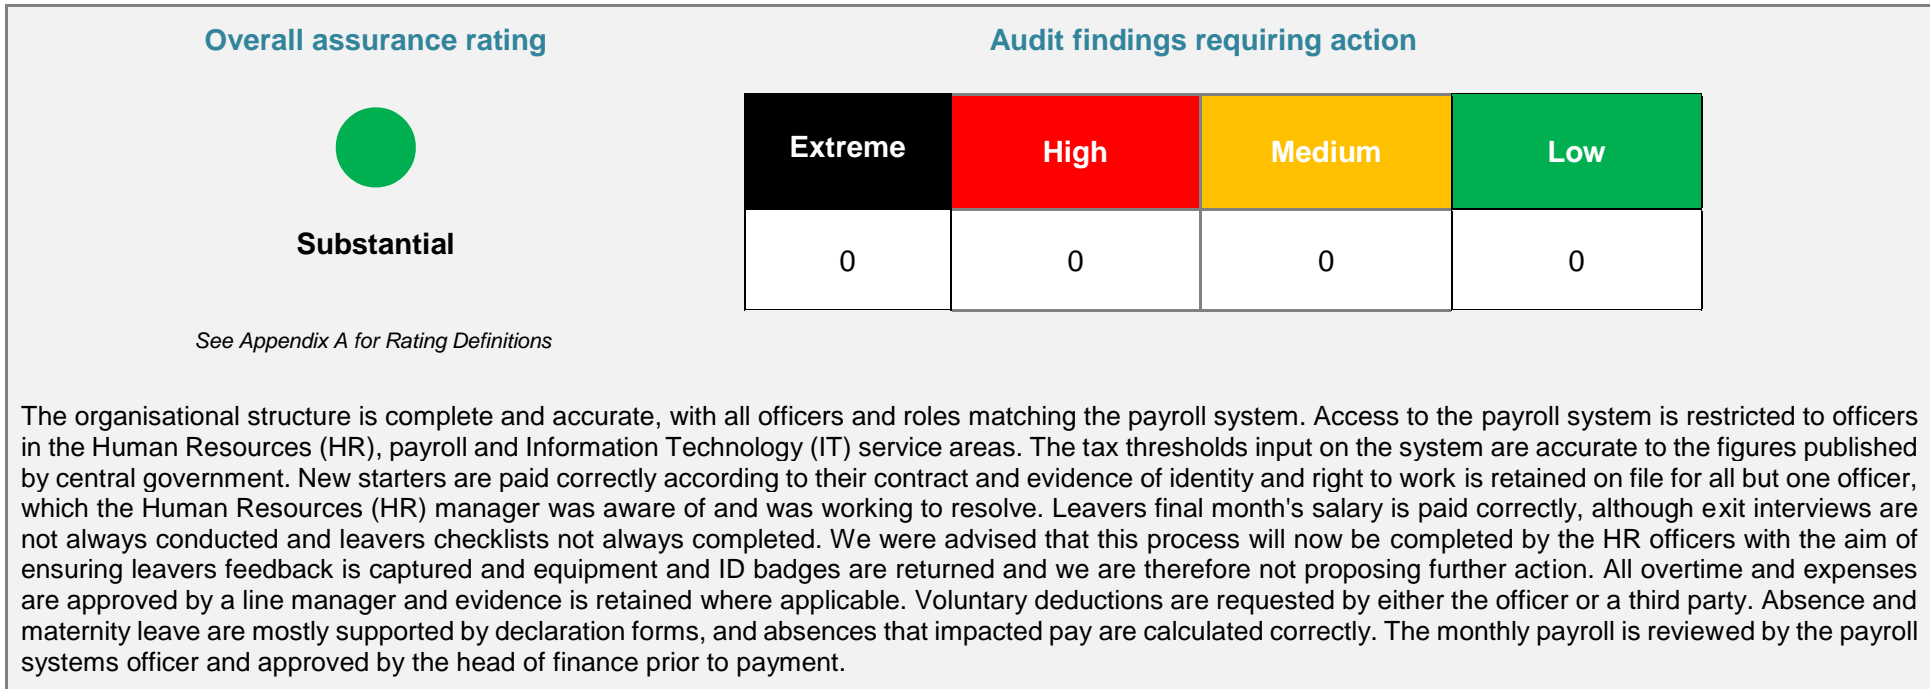 Overall assurance rating
Audit findings requiring action
Extreme
High
Medium
Low
Substantial
0
0
0
0
See Appendix A for Rating Definitions
The organisational structure is complete and accurate, with all officers and roles matching the payroll system. Access to the payroll system is restricted to officers
in the Human Resources (HR), payroll and Information Technology (IT) service areas. The tax thresholds input on the system are accurate to the figures published
by central government. New starters are paid correctly according to their contract and evidence of identity and right to work is retained on file for all but one officer,
which the Human Resources (HR) manager was aware of and was working to resolve. Leavers final month's salary is paid correctly, although exit interviews are
not always conducted and leavers checklists not always completed. We were advised that this process will now be completed by the HR officers with the aim of
ensuring leavers feedback is captured and equipment and ID badges are returned and we are therefore not proposing further action. All overtime and expenses
are approved by a line manager and evidence is retained where applicable. Voluntary deductions are requested by either the officer or a third party. Absence and
maternity leave are mostly supported by declaration forms, and absences that impacted pay are calculated correctly. The monthly payroll is reviewed by the payroll
systems officer and approved by the head of finance prior to payment.